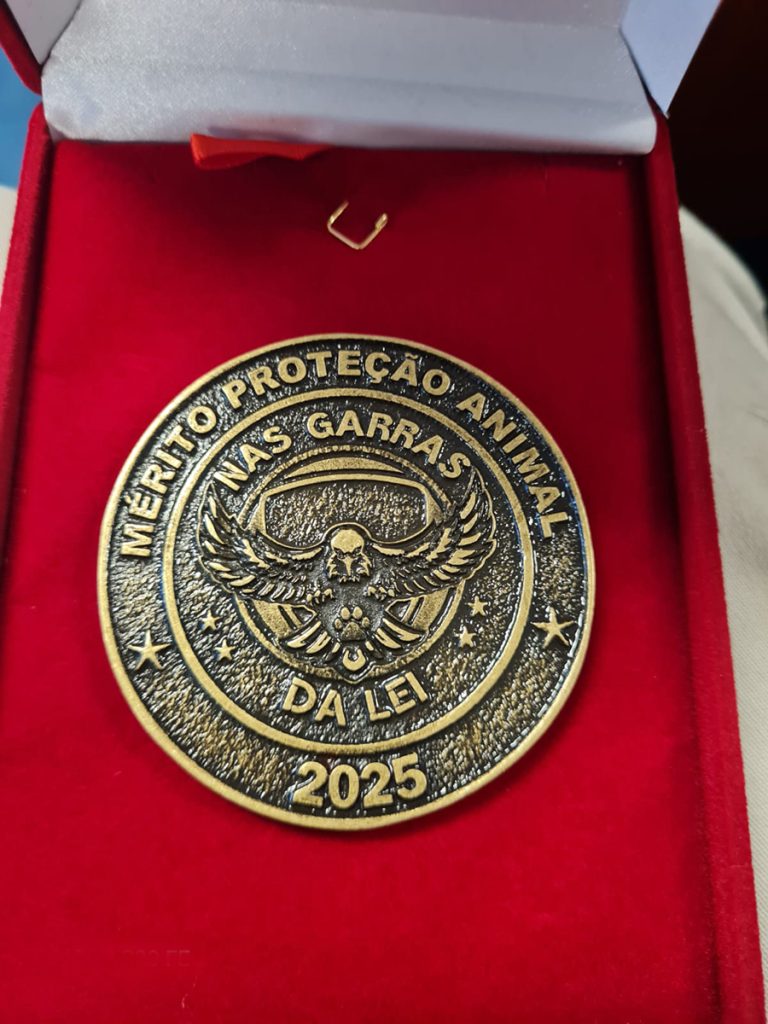 MÉRITO PROTEÇÃO ANIMAL
NAS GARRAS
DA LEI
2025